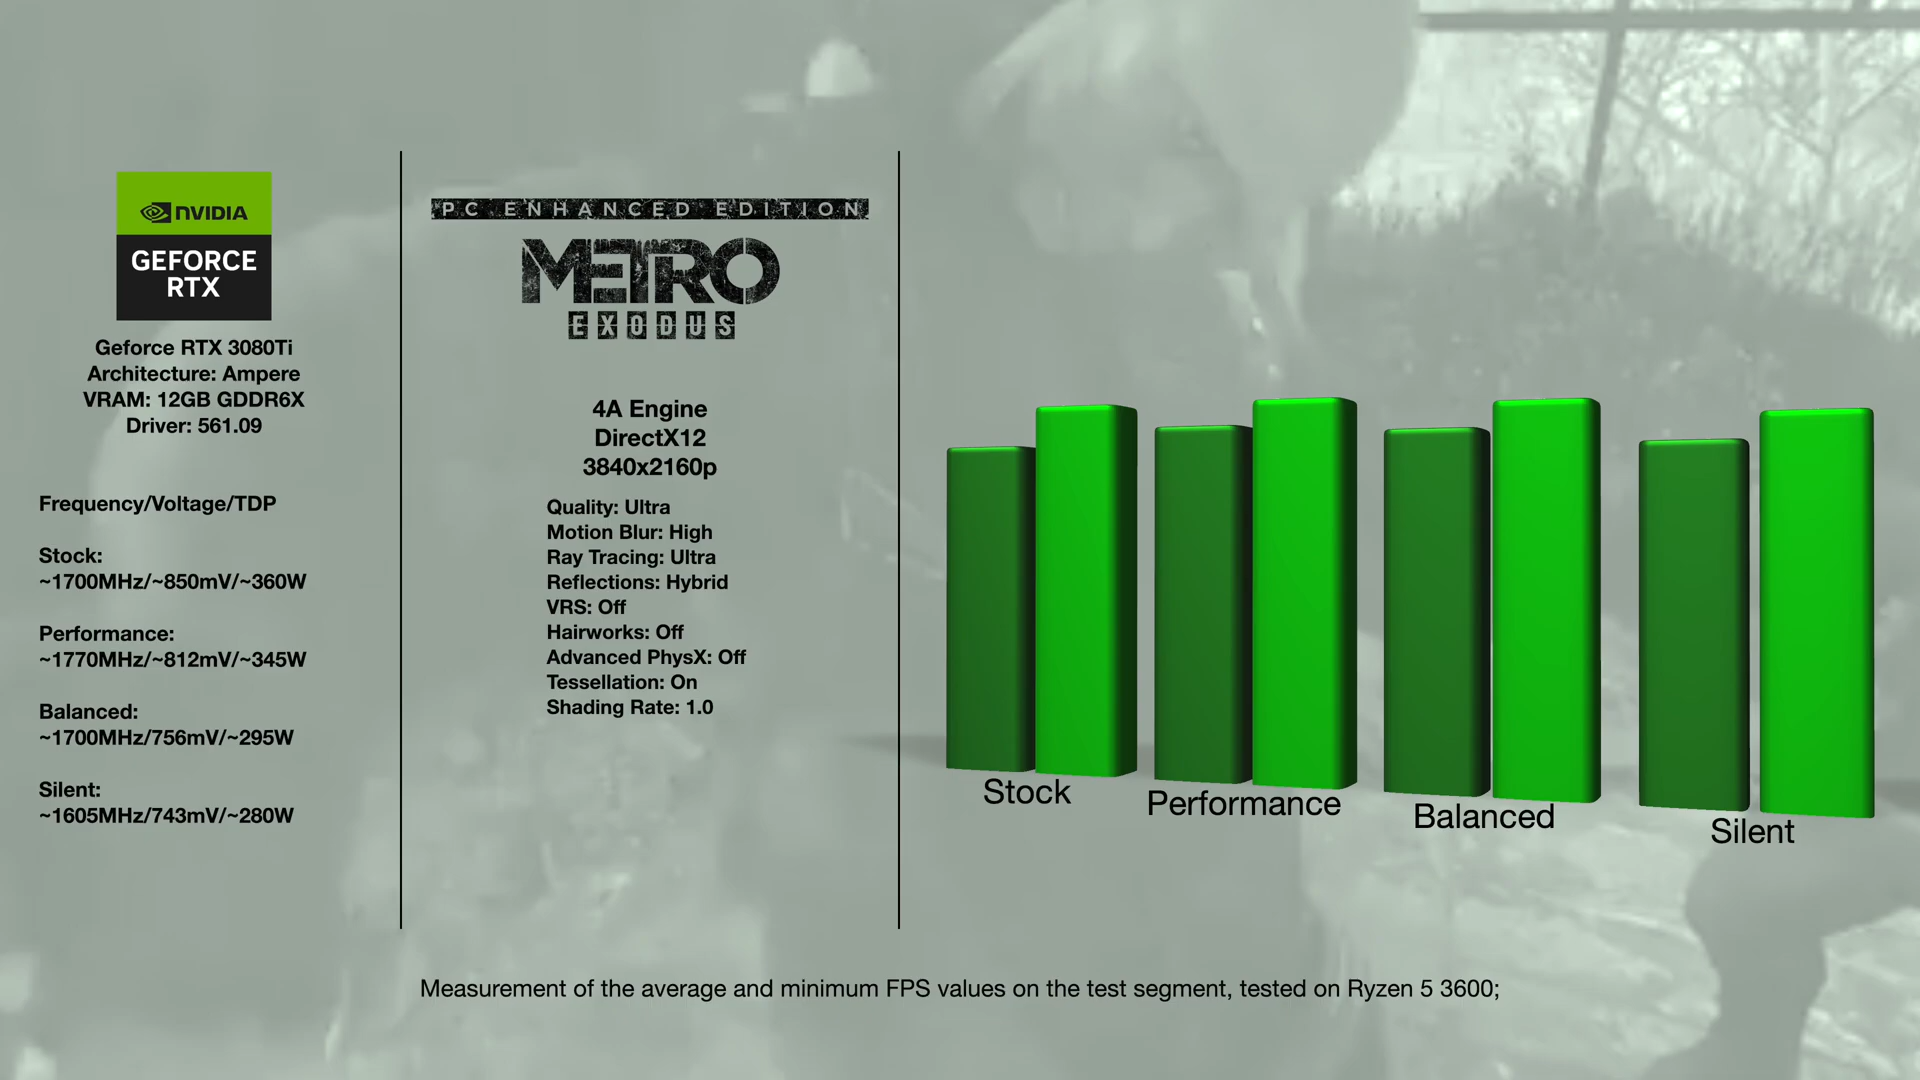 NVIDIA
GEFORCE
RTX
Geforce RTX 3080Ti
Architecture: Ampere
VRAM: 12GB GDDR6X
Driver: 561.09
Frequency/Voltage/TDP
Stock:
~1700MHz/~850mV/~360W
Performance:
~1770MHz/~812mV/~345W
Balanced:
~1700MHz/756mV/~295W
Silent:
~1605MHz/743mV/~280W
PC ENHANCED EDITION
METRO
EXODUS
4A Engine
DirectX12
3840x2160p
Quality: Ultra
Motion Blur: High
Ray Tracing: Ultra
Reflections: Hybrid
VRS: Off
Hairworks: Off
Advanced PhysX: Off
Tessellation: On
Shading Rate: 1.0
Stock
Performance
Balanced
Silent
Measurement of the average and minimum FPS values on the test segment, tested on Ryzen 5 3600;